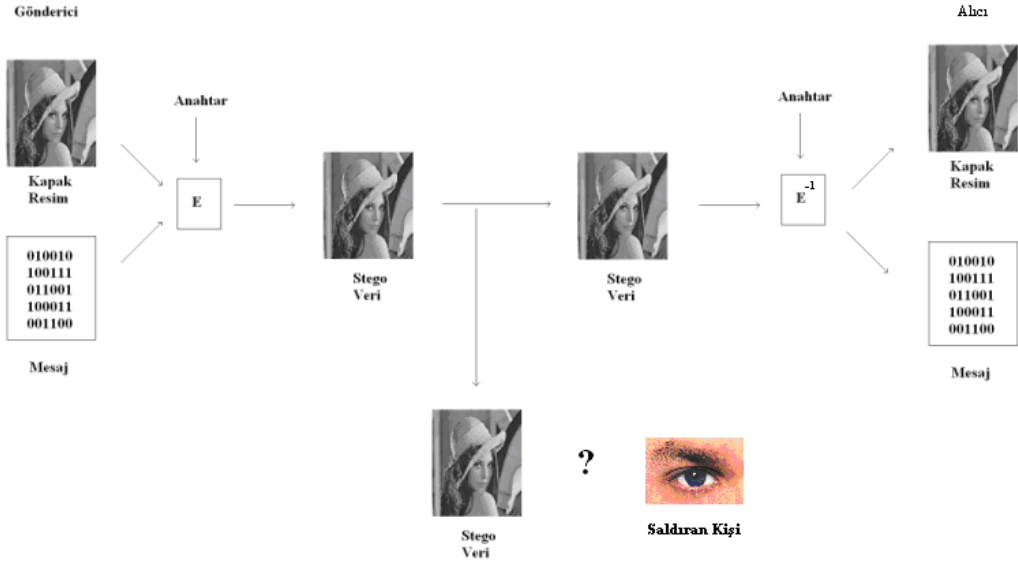 Gönderici
Alıcı
Anahtar
Anahtar
Kapak
Resim
E
E
-1
Kapak
Resim
010010
100111
011001
100011
001100
Stego
Veri
Stego
Veri
010010
100111
011001
100011
001100
Mesaj
Mesaj
?
Stego
Veri
Saldıran Kişi